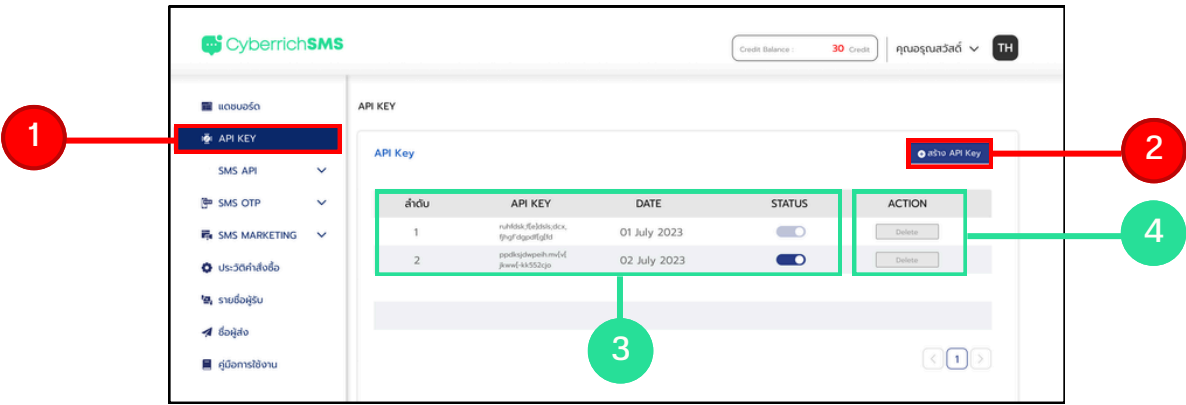 CyberrichSMS
Credit Balance : 30 Credit
คุณอรุณสวัสดิ์
TH
แดชบอร์ด
API KEY
SMS API
SMS OTP
SMS MARKETING
ประวัติคำสั่งซื้อ
รายชื่อผู้รับ
ชื่อผู้ส่ง
คู่มือการใช้งาน
1
API KEY
API Key
สร้าง API Key
2
ลำดับ API KEY DATE STATUS ACTION
1 01 July 2023 Delete
2 02 July 2023 Delete
4
3
1